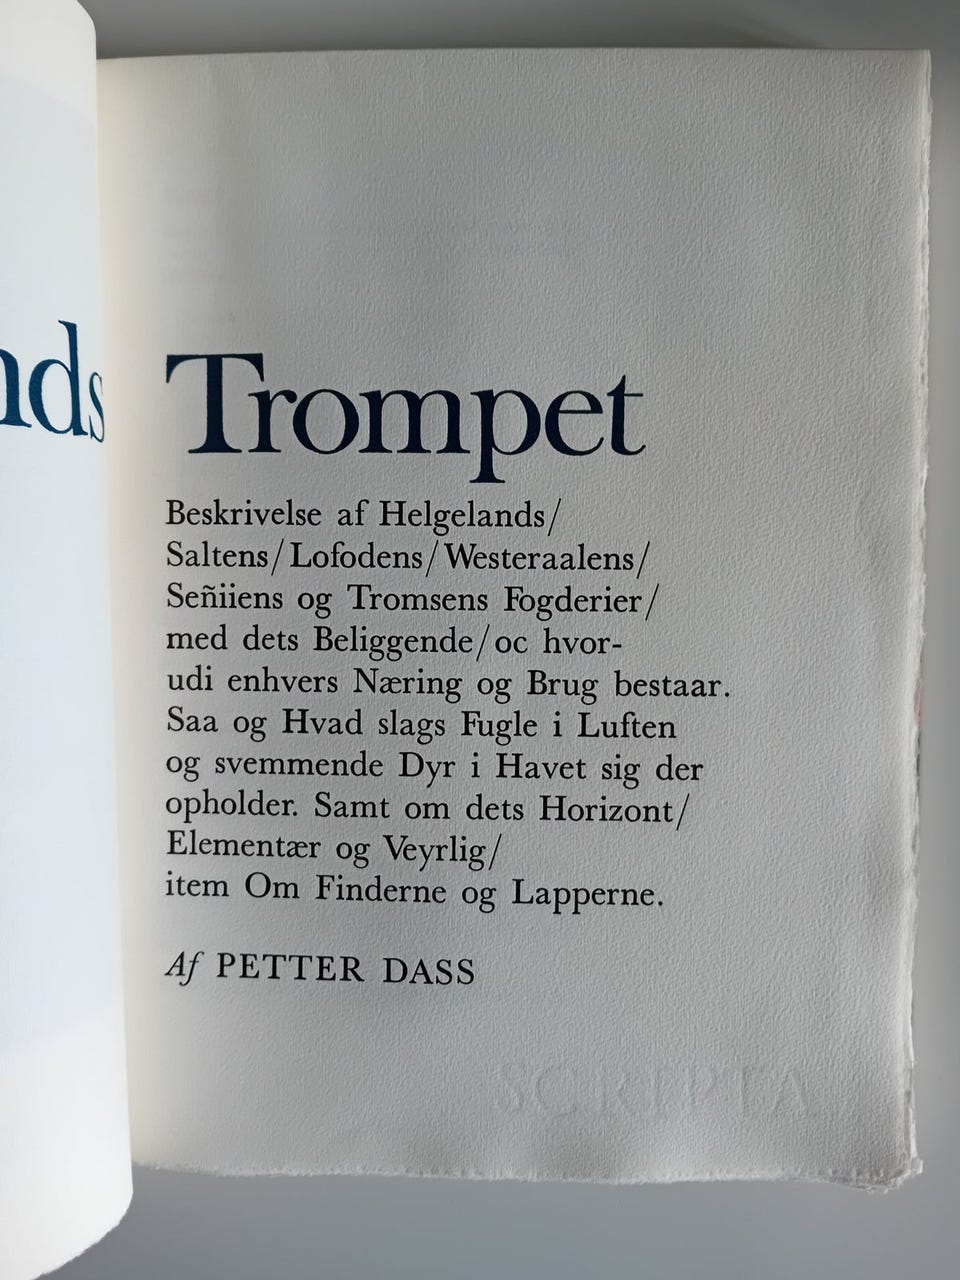 nds
Trompet
Beskrivelse af Helgelands/
Saltens/Lofodens/Westeraalens/
Señiiens og Tromsens Fogderier/
med dets Beliggende/oc hvor-
udi enhvers Næring og Brug bestaar.
Saa og Hvad slags Fugle i Luften
og svemmende Dyr i Havet sig der
opholder. Samt om dets Horizont/
Elementær og Veyrlig/
item Om Finderne og Lapperne.
Af PETTER DASS
SCRIPTA